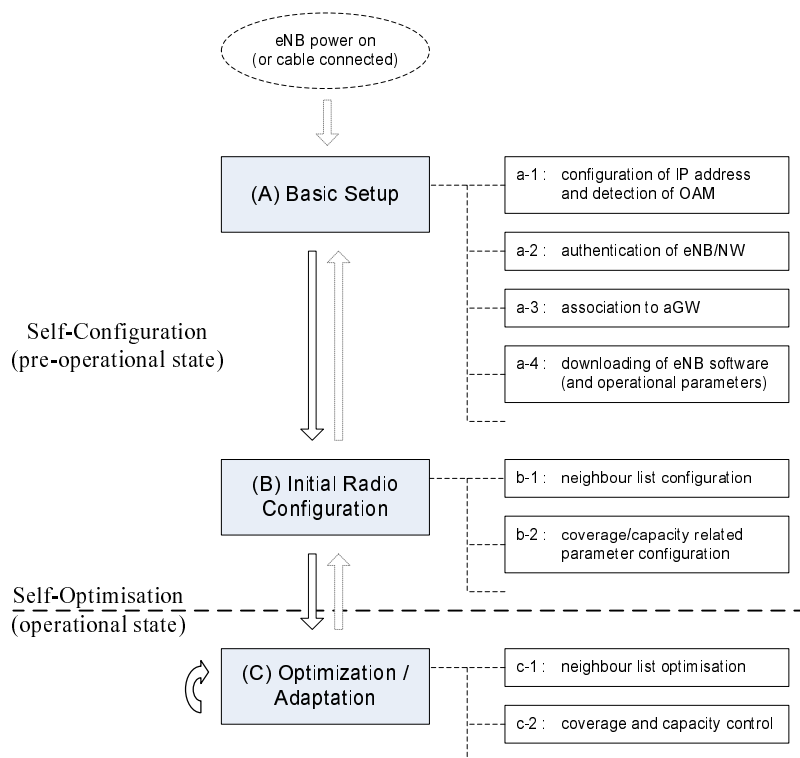 eNB power on
(or cable connected)
(A) Basic Setup
a-1 : configuration of IP address
and detection of OAM
a-2 : authentication of eNB/NW
a-3 : association to aGW
a-4 : downloading of eNB software
(and operational parameters)
Self-Configuration
(pre-operational state)
(B) Initial Radio
Configuration
b-1 : neighbour list configuration
b-2 : coverage/capacity related
parameter configuration
Self-Optimisation
(operational state)
(C) Optimization /
Adaptation
c-1 : neighbour list optimisation
c-2 : coverage and capacity control